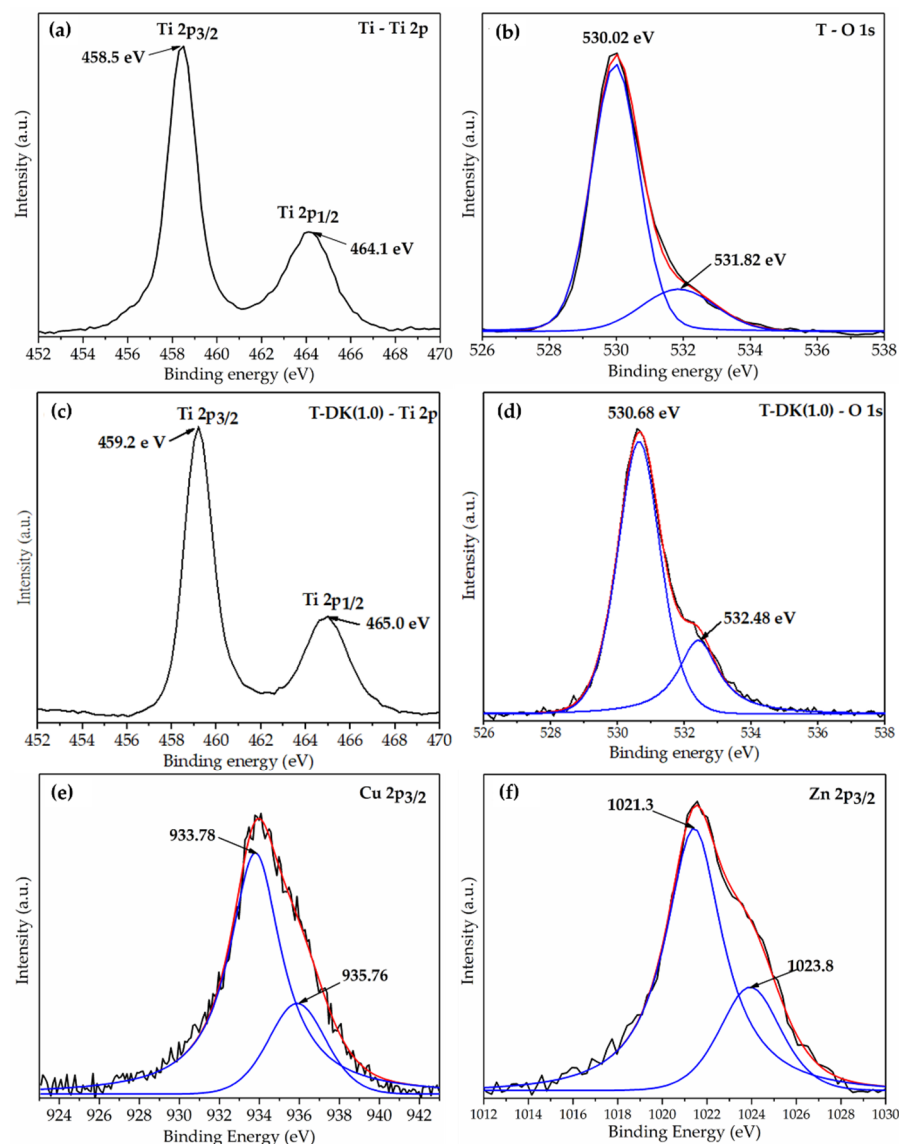 (a)
Ti 2p3/2
Ti - Ti 2p
458.5 eV
Ti 2p1/2
464.1 eV
Intensity (a.u.)
452 454 456 458 460 462 464 466 468 470
Binding energy (eV)
(b)
530.02 eV
T - O 1s
531.82 eV
Intensity (a.u.)
526 528 530 532 534 536 538
Binding energy (eV)
(c)
Ti 2p3/2
T-DK(1.0) - Ti 2p
459.2 e V
Ti 2p1/2
465.0 eV
Intensity (a.u.)
452 454 456 458 460 462 464 466 468 470
Binding energy (eV)
(d)
530.68 eV
T-DK(1.0) - O 1s
532.48 eV
Intensity (a.u.)
526 528 530 532 534 536 538
Binding energy (eV)
(e)
Cu 2p3/2
933.78
935.76
Intensity (a.u.)
924 926 928 930 932 934 936 938 940 942
Binding Energy (eV)
(f)
Zn 2p3/2
1021.3
1023.8
Intensity (a.u.)
1012 1014 1016 1018 1020 1022 1024 1026 1028 1030
Binding Energy (eV)